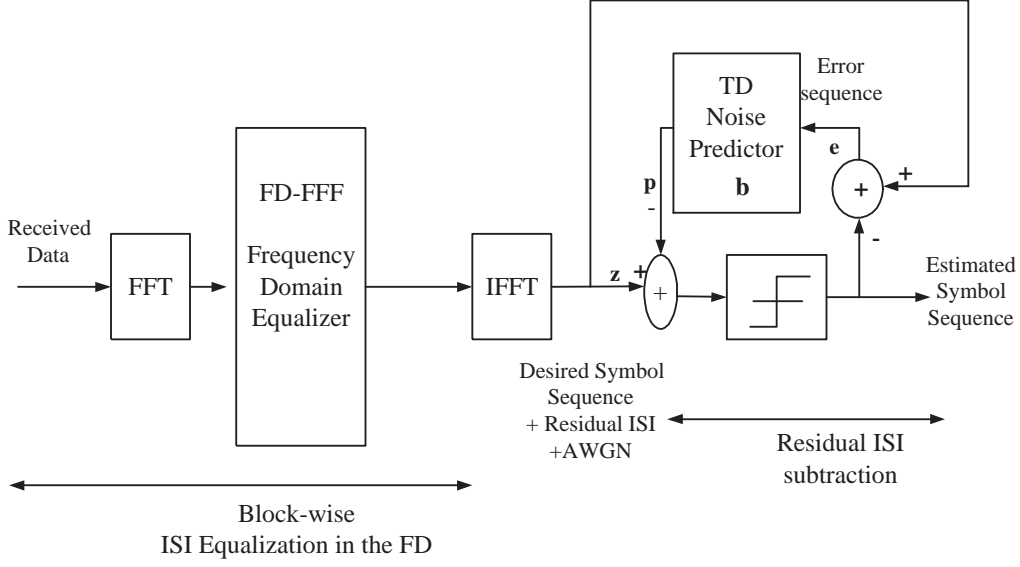 Received
Data
FFT
FD-FFF
Frequency
Domain
Equalizer
IFFT
z
+
+
p
-
TD
Noise
Predictor
b
Error
sequence
e
+
+
-
Estimated
Symbol
Sequence
Desired Symbol
Sequence
+ Residual ISI
+AWGN
Residual ISI
subtraction
Block-wise
ISI Equalization in the FD